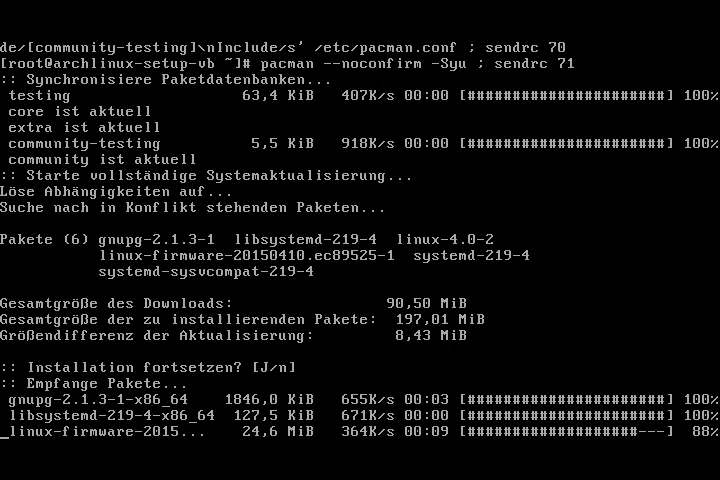 de/[community-testing]\nInclude/s' /etc/pacman.conf ; sendrc 70
[root@archlinux-setup-vb ~]# pacman --noconfirm -Syu ; sendrc 71
:: Synchronisiere Paketdatenbanken...
testing 63,4 KiB 407K/s 00:00 [######################] 100%
core ist aktuell
extra ist aktuell
community-testing 5,5 KiB 918K/s 00:00 [######################] 100%
community ist aktuell
:: Starte vollständige Systemaktualisierung...
Löse Abhängigkeiten auf...
Suche nach in Konflikt stehenden Paketen...
Pakete (6) gnupg-2.1.3-1 libsystemd-219-4 linux-4.0-2
linux-firmware-20150410.ec89525-1 systemd-219-4
systemd-sysvcompat-219-4
Gesamtgröße des Downloads: 90,50 MiB
Gesamtgröße der zu installierenden Pakete: 197,01 MiB
Größendifferenz der Aktualisierung: 8,43 MiB
:: Installation fortsetzen? [J/n]
:: Empfange Pakete...
gnupg-2.1.3-1-x86_64 1846,0 KiB 655K/s 00:03 [######################] 100%
libsystemd-219-4-x86_64 127,5 KiB 671K/s 00:00 [######################] 100%
_linux-firmware-2015... 24,6 MiB 364K/s 00:09 [###################---] 88%